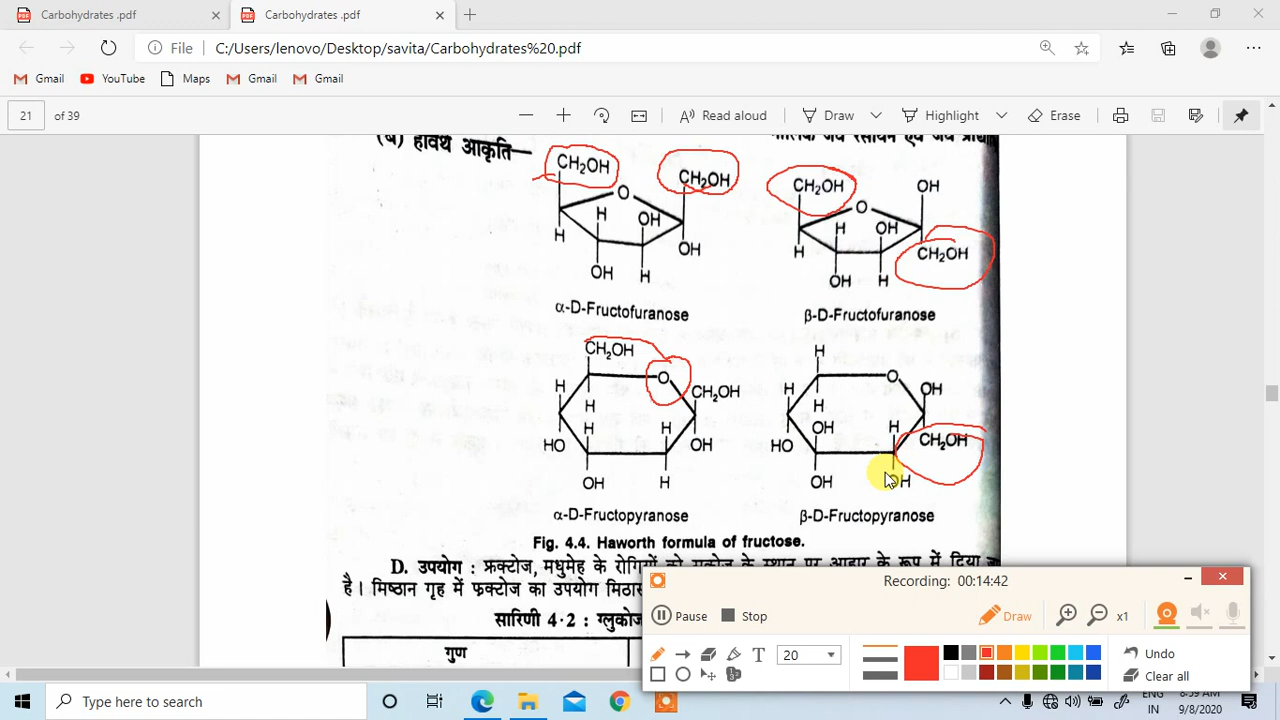 Carbohydrates .pdf
Carbohydrates .pdf
File
C:/Users/lenovo/Desktop/savita/Carbohydrates%20.pdf
Gmail YouTube Maps Gmail Gmail
21 of 39
Read aloud Draw Highlight Erase
(ब) हावर्थ आकृति—
CH₂OH CH₂OH CH₂OH OH
O O
H OH H OH
H OH H CH₂OH
OH H OH H
α-D-Fructofuranose β-D-Fructofuranose
CH₂OH H
O O
H CH₂OH H OH
H H
H H OH H CH₂OH
HO OH HO
OH H OH OH
α-D-Fructopyranose β-D-Fructopyranose
Fig. 4.4. Haworth formula of fructose.
D. उपयोग : फ्रक्टोज, मधुमेह के रोगियों को सुक्रोज के स्थान पर आहार के रूप में दिया
है। मिष्ठान गृह में फ्रक्टोज का उपयोग मिठास
सारिणी 4·2 : ग्लुकोज
गुण
Recording: 00:14:42
Pause Stop Draw x1
T 20 Undo
Clear all
Type here to search
ENG
IN
8:59 AM
9/8/2020